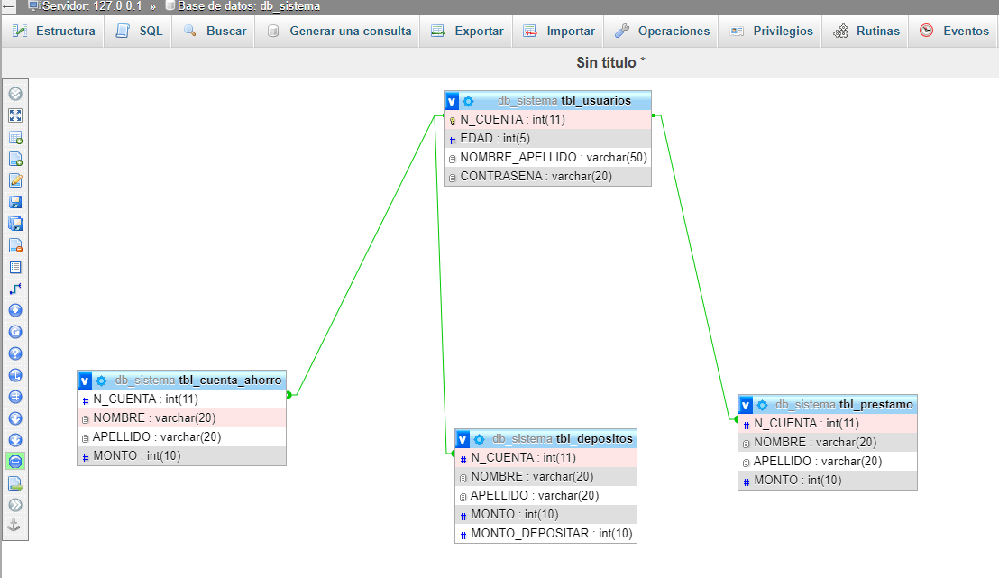 Servidor: 127.0.0.1 » Base de datos: db_sistema
Estructura SQL Buscar Generar una consulta Exportar Importar Operaciones Privilegios Rutinas Eventos
Sin título *
v db_sistema tbl_usuarios
N_CUENTA : int(11)
# EDAD : int(5)
NOMBRE_APELLIDO : varchar(50)
CONTRASENA : varchar(20)
v db_sistema tbl_cuenta_ahorro
# N_CUENTA : int(11)
NOMBRE : varchar(20)
APELLIDO : varchar(20)
# MONTO : int(10)
v db_sistema tbl_depositos
# N_CUENTA : int(11)
NOMBRE : varchar(20)
APELLIDO : varchar(20)
# MONTO : int(10)
# MONTO_DEPOSITAR : int(10)
v db_sistema tbl_prestamo
# N_CUENTA : int(11)
NOMBRE : varchar(20)
APELLIDO : varchar(20)
# MONTO : int(10)